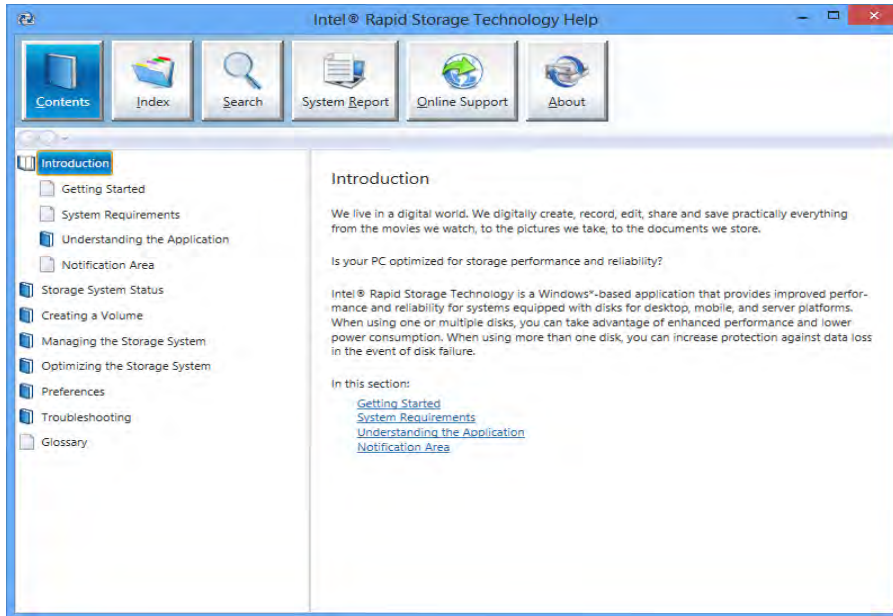 Intel® Rapid Storage Technology Help
Contents
Index
Search
System Report
Online Support
About
Introduction
Getting Started
System Requirements
Understanding the Application
Notification Area
Storage System Status
Creating a Volume
Managing the Storage System
Optimizing the Storage System
Preferences
Troubleshooting
Glossary
Introduction
We live in a digital world. We digitally create, record, edit, share and save practically everything
from the movies we watch, to the pictures we take, to the documents we store.
Is your PC optimized for storage performance and reliability?
Intel® Rapid Storage Technology is a Windows*-based application that provides improved perfor-
mance and reliability for systems equipped with disks for desktop, mobile, and server platforms.
When using one or multiple disks, you can take advantage of enhanced performance and lower
power consumption. When using more than one disk, you can increase protection against data loss
in the event of disk failure.
In this section:
Getting Started
System Requirements
Understanding the Application
Notification Area